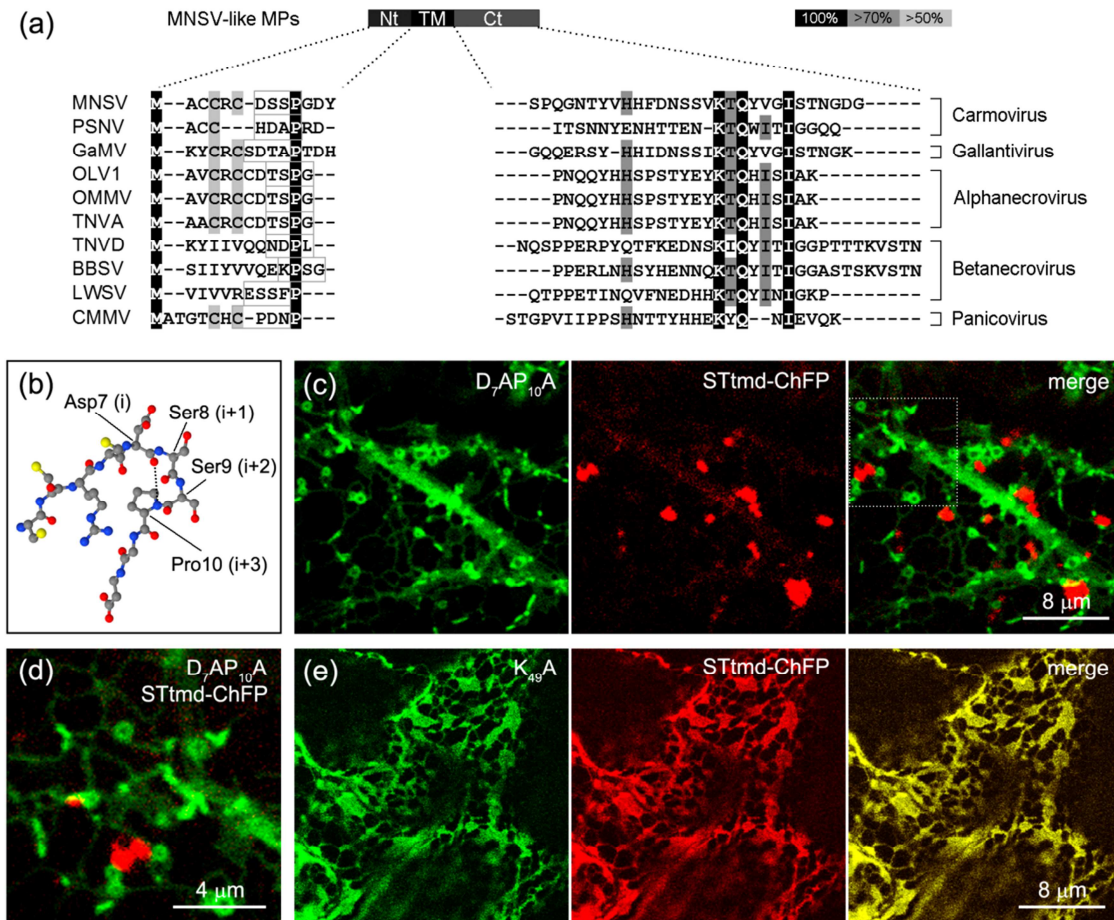 (a) MNSV-like MPs Nt TM Ct 100% >70% >50%
MNSV M--ACCRC-DSSPGDY ---SPQGNTYVHHFDNSSVKTQYVGISTNGDG---- Carmovirus
PSNV M--ACC---HDAPRD- -----ITSNNYENHTTEN-KTQWITIGGQQ------
GaMV M--KYCRCSDTAPTDH ---GQQERSY-HHIDNSSIKTQYVGISTNGK----- Gallantivirus
OLV1 M--AVCRCCDTSPG-- -----PNQQYHHSPSTYEYKTQHISIAK-------- Alphanecrovirus
OMMV M--AVCRCCDTSPG-- -----PNQQYHHSPSTYEYKTQHISIAK--------
TNVA M--AACRCCDTSPG-- -----PNQQYHHSPSTYEYKTQHISIAK--------
TNVD M--KYIIVQQNDPL-- --NQSPPERPYQTFKEDNSKIQYITIGGPTTTKVSTN Betanecrovirus
BBSV M--SIIYVVQEKPSG- -----PPERLNHSYHENNQKTQYITIGGASTSKVSTN
LWSV M--VIVVRESSFP--- ---QTPPETINQVFNEDHHKTQYINIGKP-------
CMMV MATGTCHC-PDNP--- -STGPVIIPPSHNTTYHHEKYQ--NIEVQK------- Panicovirus
(b)
Asp7 (i)
Ser8 (i+1)
Ser9 (i+2)
Pro10 (i+3)
(c) D7AP10A STtmd-ChFP merge
8 μm
(d) D7AP10A
STtmd-ChFP
4 μm
(e) K49A STtmd-ChFP merge
8 μm